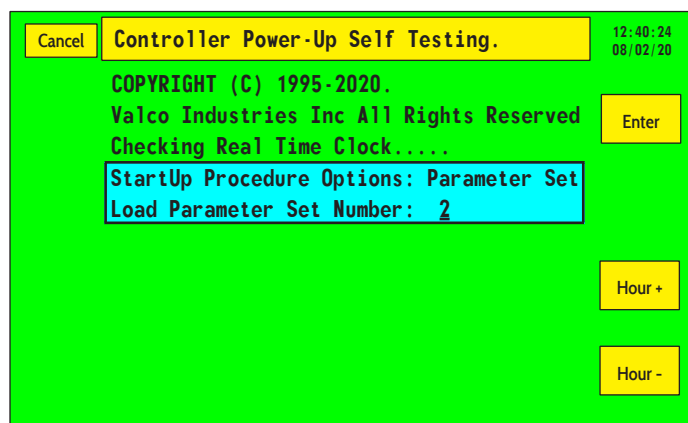 Cancel
Controller Power-Up Self Testing.
12:40:24
08/02/20
COPYRIGHT (C) 1995-2020.
Valco Industries Inc All Rights Reserved
Enter
Checking Real Time Clock.....
StartUp Procedure Options: Parameter Set
Load Parameter Set Number: 2
Hour +
Hour -